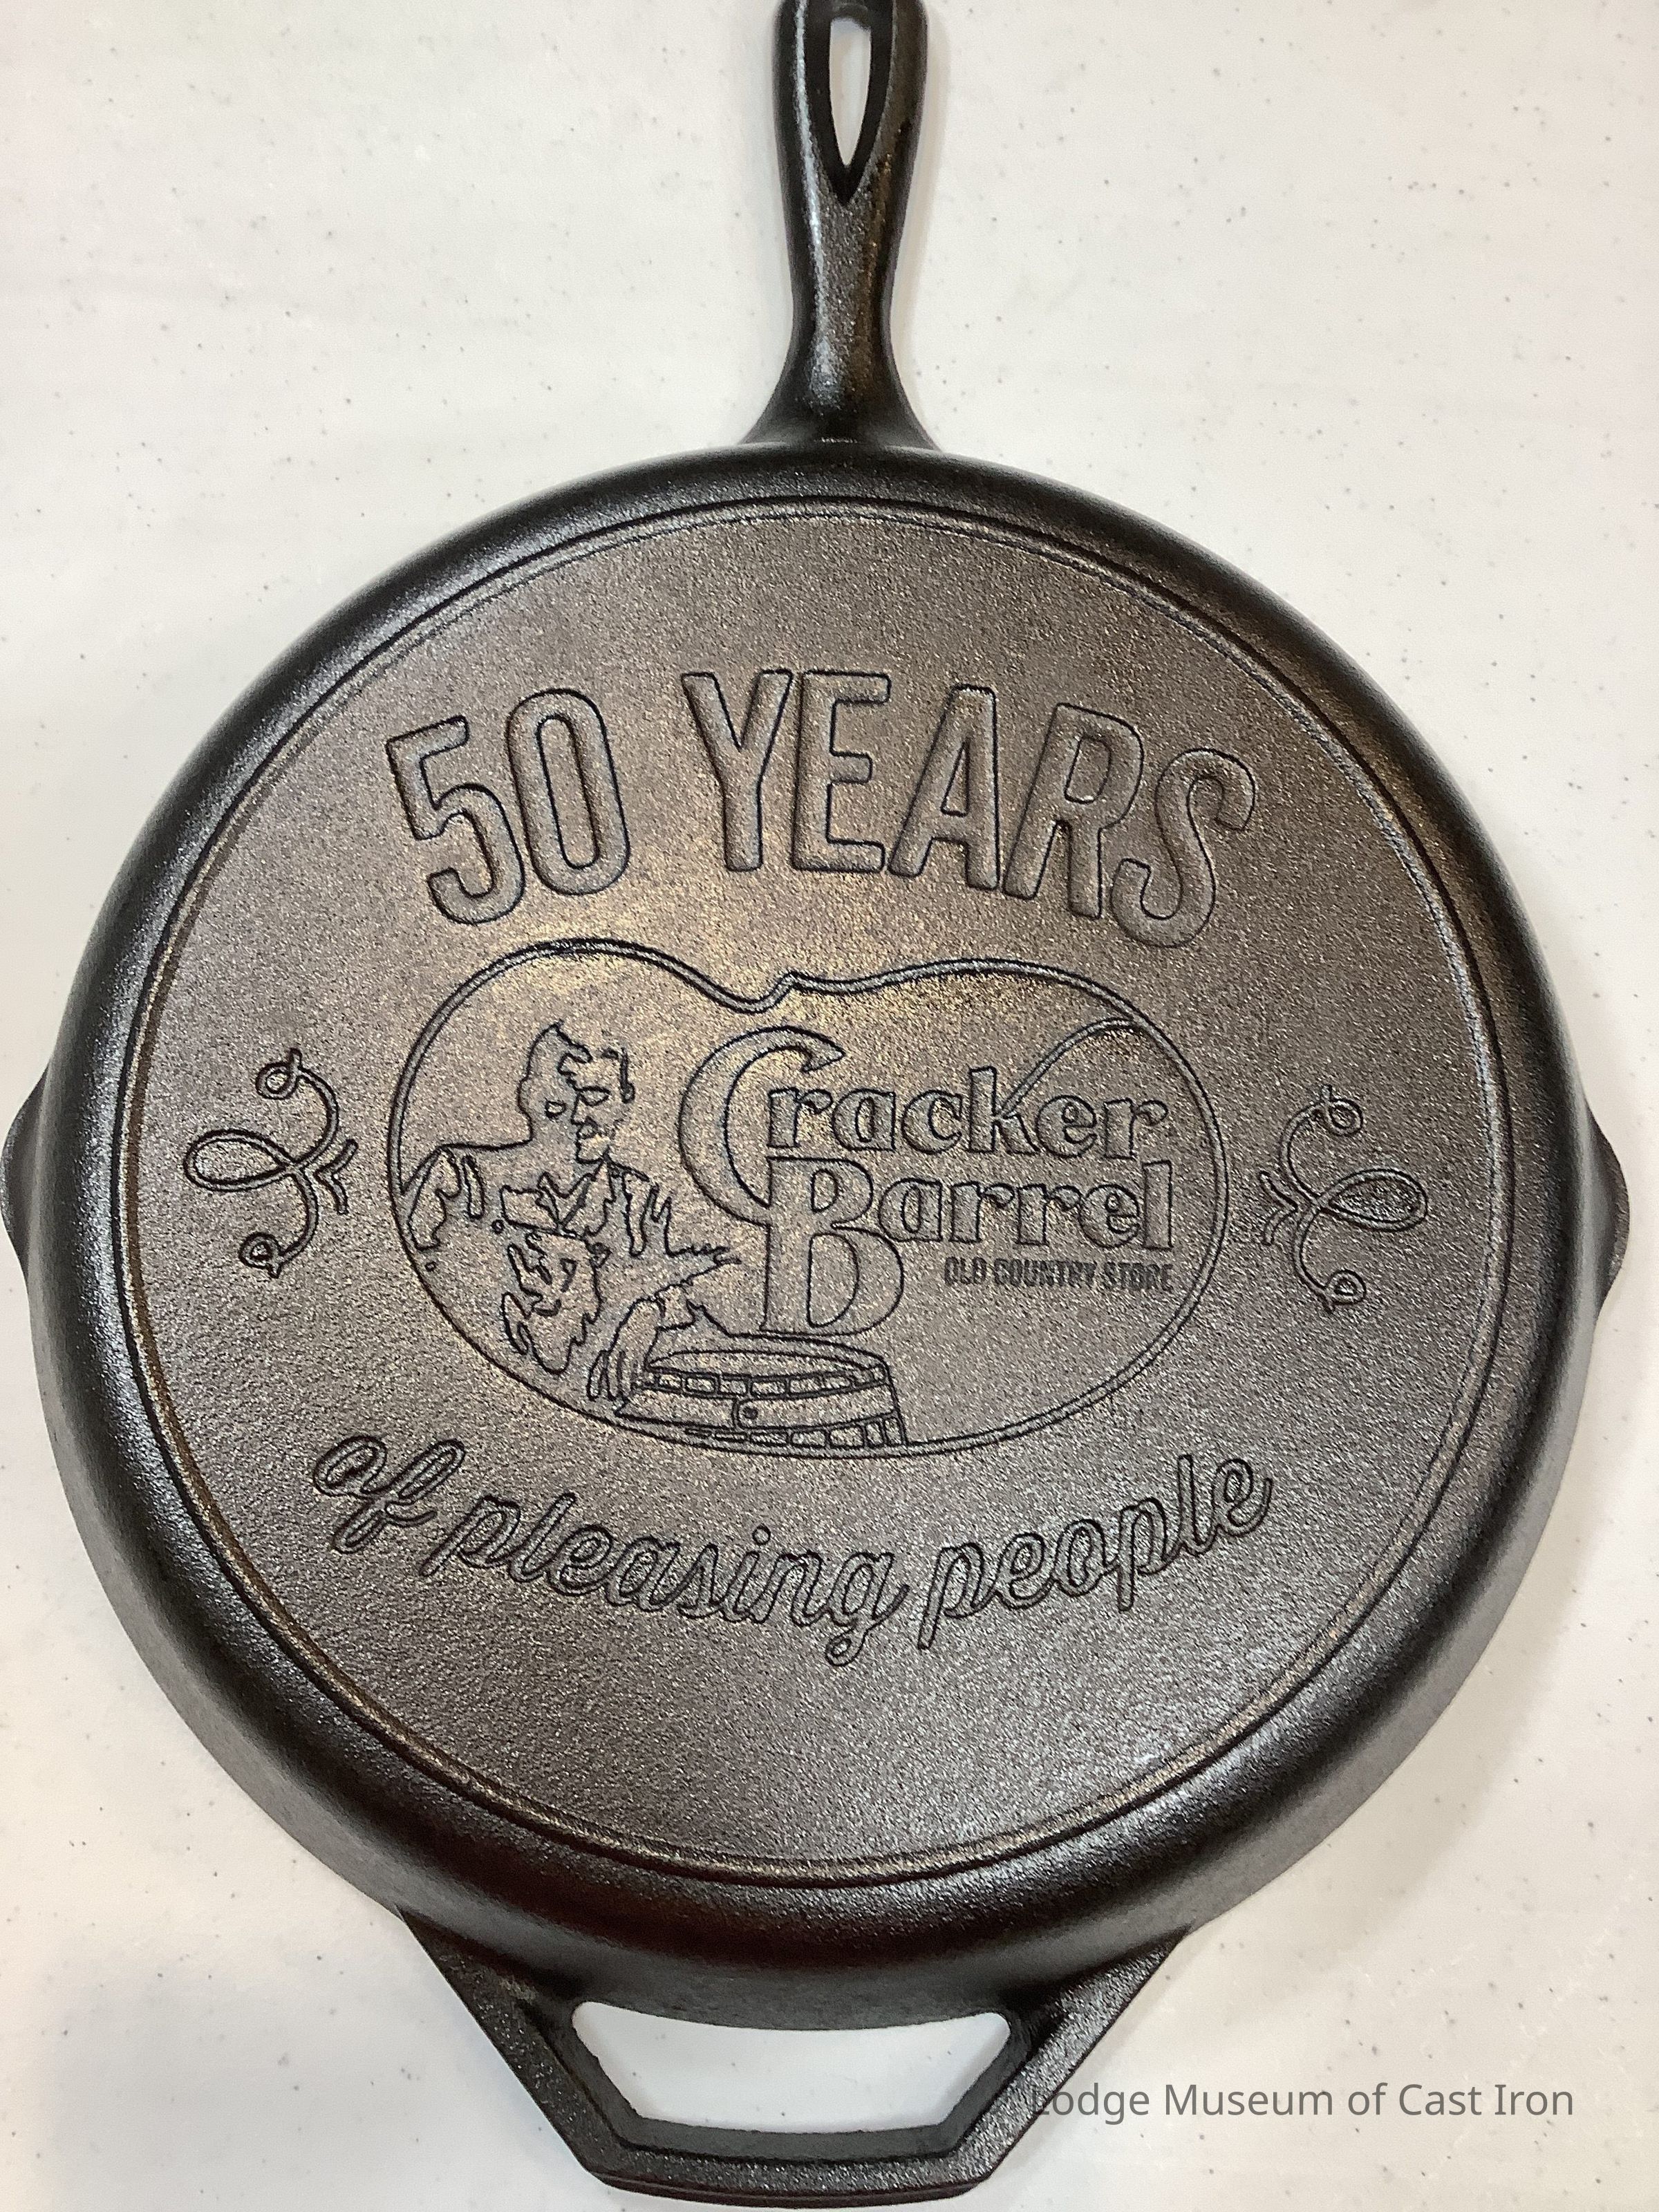 50 YEARS
Cracker
Barrel
OLD COUNTRY STORE
of pleasing people
Lodge Museum of Cast Iron